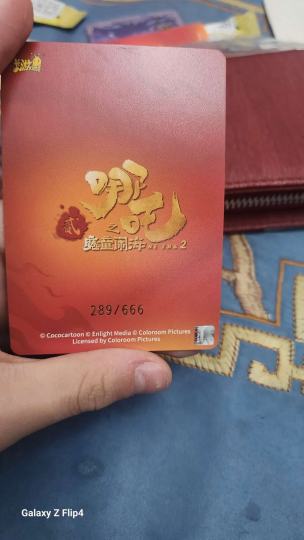 哪吒
贰
之
魔童闹海
NE ZHA 2
289/666
© Cococartoon © Enlight Media © Coloroom Pictures
Licensed by Coloroom Pictures
Galaxy Z Flip4